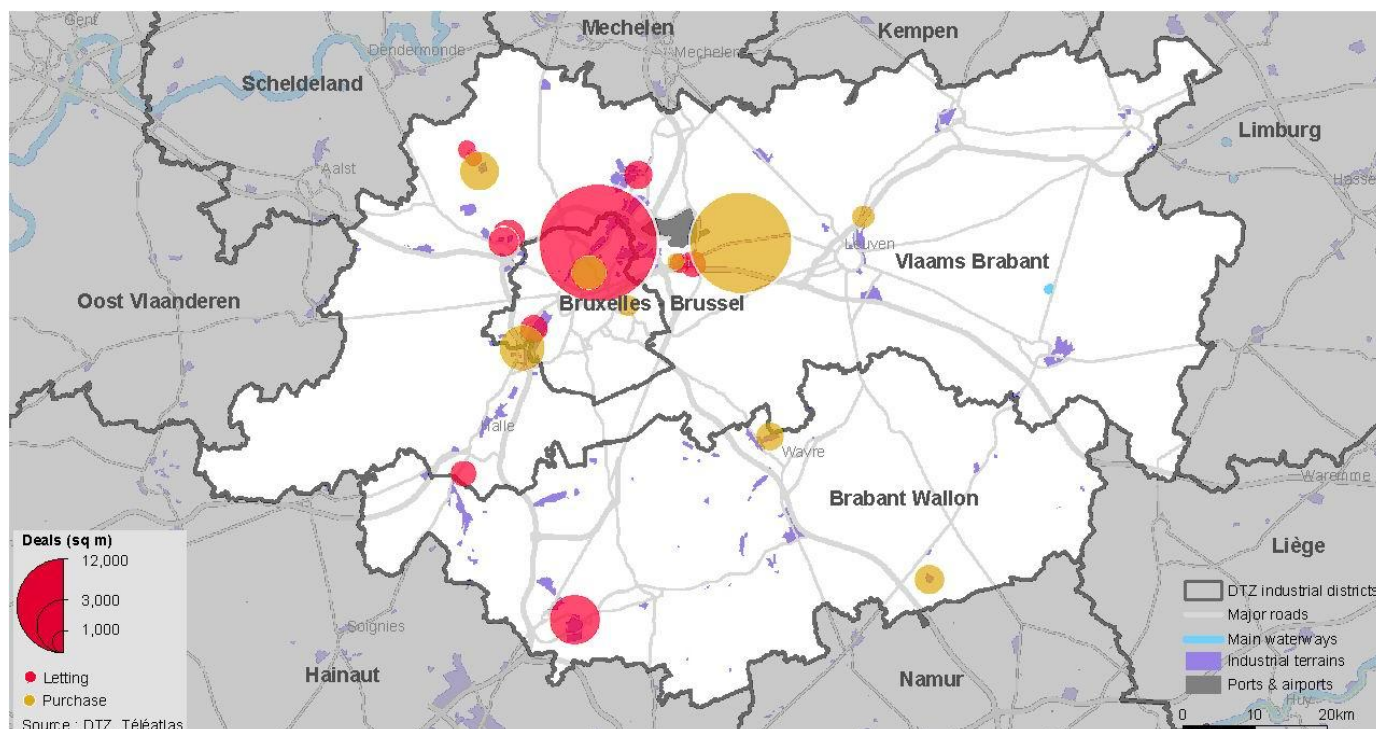 Gent
Mechelen
Kempen
Dendermonde
Mechelen
Scheldeland
Limburg
Aalst
Hasse
Leuven
Vlaams Brabant
Oost Vlaanderen
Bruxelles - Brussel
Halle
Wavre
Waremme
Brabant Wallon
Deals (sq m)
12,000
3,000
1,000
Letting
Purchase
Source : DTZ, Téléatlas
Soignies
Hainaut
Namur
Liège
DTZ industrial districts
Major roads
Main waterways
Industrial terrains
Ports & airports
Huy
0 10 20km